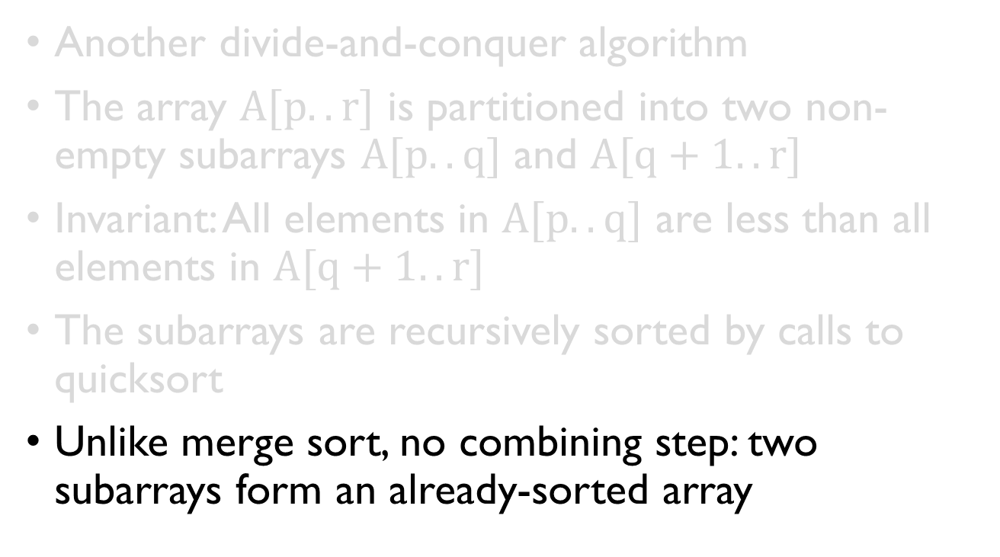 • Another divide-and-conquer algorithm
• The array A[p. . r] is partitioned into two non-
empty subarrays A[p. . q] and A[q + 1. . r]
• Invariant: All elements in A[p. . q] are less than all
elements in A[q + 1. . r]
• The subarrays are recursively sorted by calls to
quicksort
• Unlike merge sort, no combining step: two
subarrays form an already-sorted array